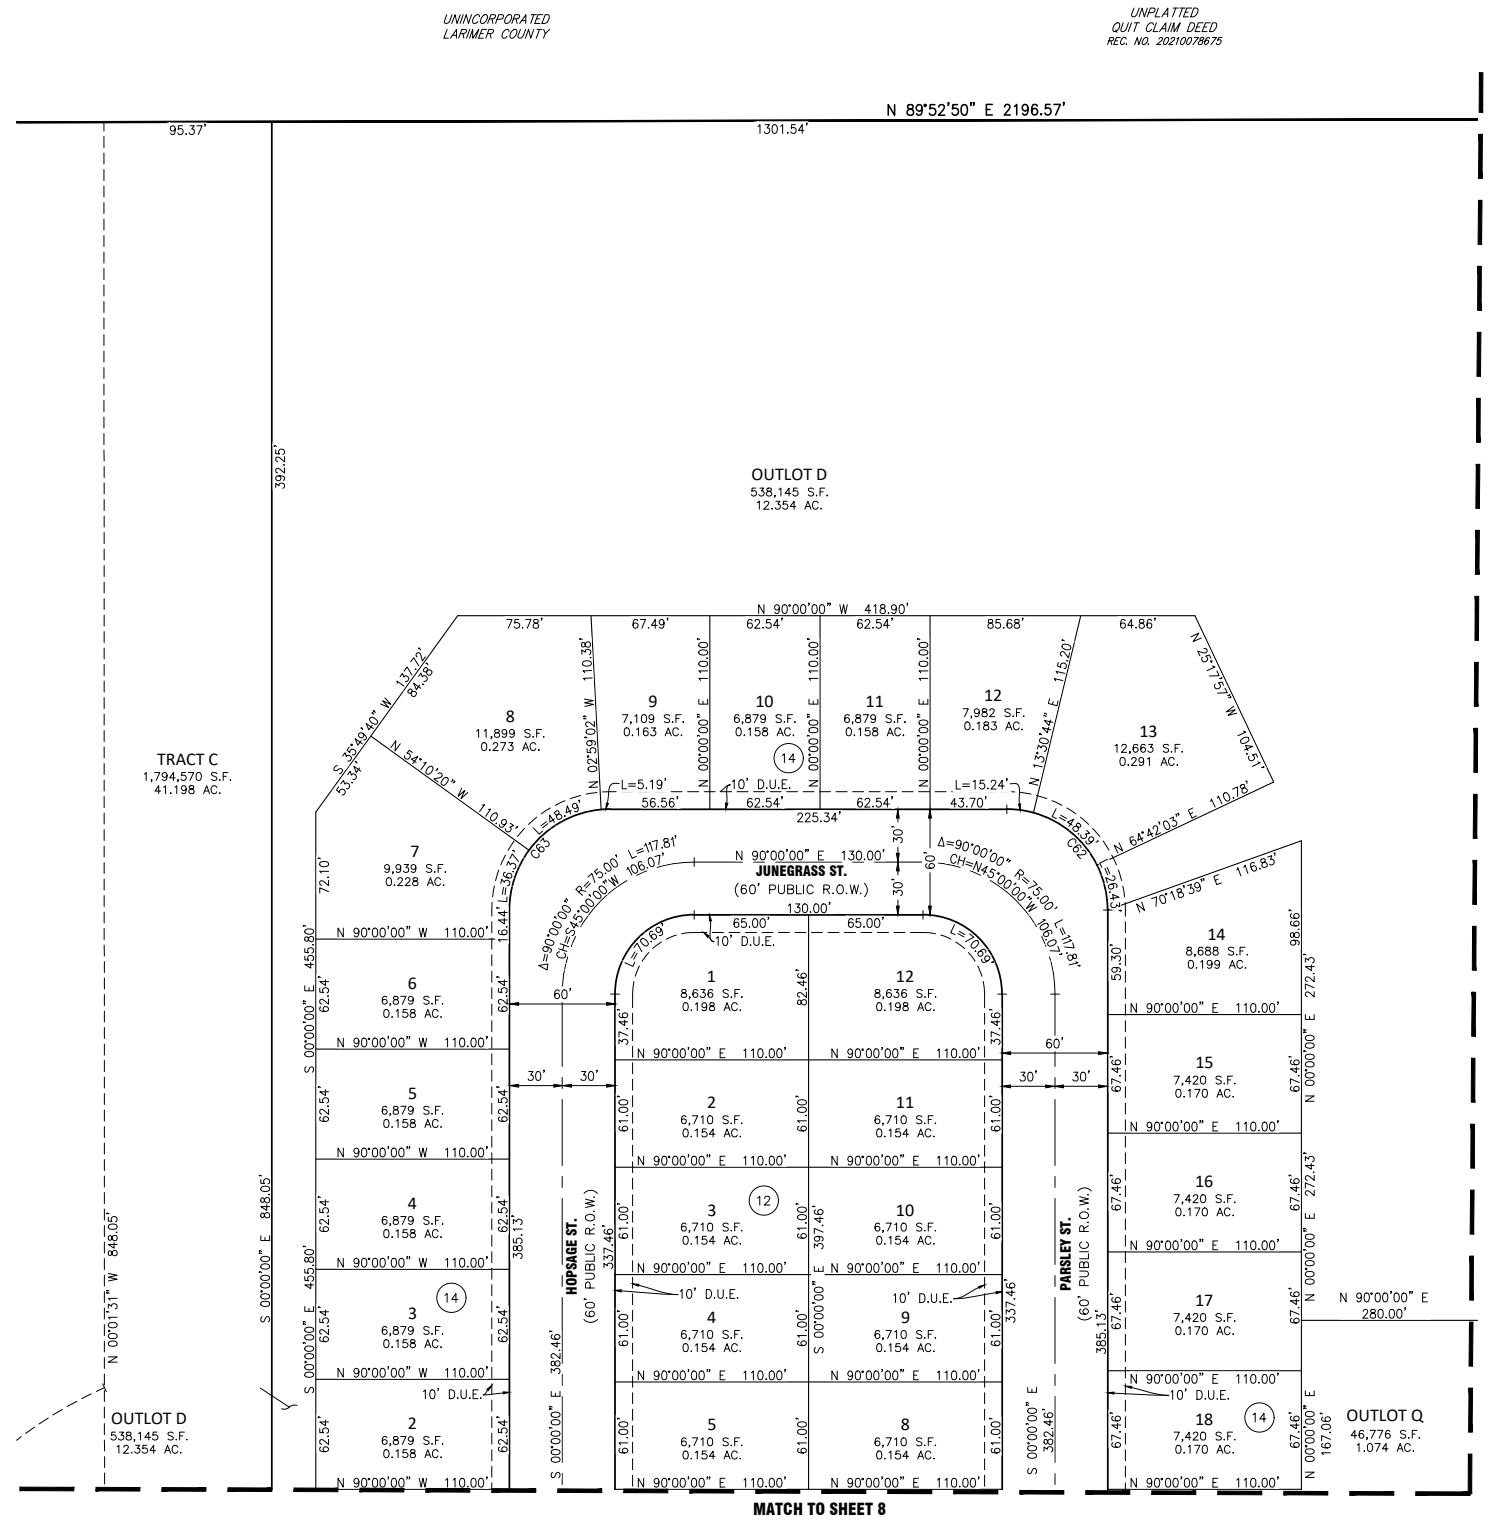 UNINCORPORATED
LARIMER COUNTY
UNPLATTED
QUIT CLAIM DEED
REC. NO. 20210078675
N 89°52'50" E 2196.57'
95.37'
1301.54'
392.25'
OUTLOT D
538,145 S.F.
12.354 AC.
N 90°00'00" W 418.90'
75.78'
67.49'
62.54'
62.54'
85.68'
64.86'
S 35°49'40" W 137.72'
84.38'
53.34'
N 54°10'20" W 110.93'
8
11,899 S.F.
0.273 AC.
N 02°59'02" W 110.38'
9
7,109 S.F.
0.163 AC.
N 00°00'00" E 110.00'
10
6,879 S.F.
0.158 AC.
14
N 00°00'00" E 110.00'
11
6,879 S.F.
0.158 AC.
N 00°00'00" E 110.00'
12
7,982 S.F.
0.183 AC.
N 13°30'44" E 115.20'
13
12,663 S.F.
0.291 AC.
N 25°17'57" W 104.51'
N 64°42'03" E 110.78'
TRACT C
1,794,570 S.F.
41.198 AC.
L=5.19'
10' D.U.E.
L=15.24'
56.56'
62.54'
62.54'
43.70'
225.34'
L=48.49'
C63
L=36.37'
L=48.39'
C62
L=26.43'
7
9,939 S.F.
0.228 AC.
72.10'
16.44'
Δ=90°00'00" R=75.00' L=117.81'
CH=S45°00'00"W 106.07'
N 90°00'00" E 130.00'
JUNEGRASS ST.
(60' PUBLIC R.O.W.)
130.00'
30'
30'
60'
Δ=90°00'00" R=75.00' L=117.81'
CH=N45°00'00"W 106.07'
N 70°18'39" E 116.83'
65.00'
65.00'
10' D.U.E.
L=70.69'
L=70.69'
N 90°00'00" W 110.00'
S 00°00'00" E 455.80'
6
6,879 S.F.
0.158 AC.
62.54'
62.54'
60'
1
8,636 S.F.
0.198 AC.
82.46'
12
8,636 S.F.
0.198 AC.
37.46'
37.46'
14
8,688 S.F.
0.199 AC.
59.30'
98.66'
N 00°00'00" E 272.43'
N 90°00'00" E 110.00'
N 90°00'00" W 110.00'
N 90°00'00" E 110.00'
N 90°00'00" E 110.00'
60'
30'
30'
30'
30'
5
6,879 S.F.
0.158 AC.
62.54'
62.54'
2
6,710 S.F.
0.154 AC.
61.00'
61.00'
11
6,710 S.F.
0.154 AC.
61.00'
15
7,420 S.F.
0.170 AC.
67.46'
67.46'
N 90°00'00" E 110.00'
N 90°00'00" W 110.00'
N 90°00'00" E 110.00'
N 90°00'00" E 110.00'
4
6,879 S.F.
0.158 AC.
62.54'
62.54'
385.13'
HOPSAGE ST.
(60' PUBLIC R.O.W.)
337.46'
3
6,710 S.F.
0.154 AC.
12
61.00'
61.00'
S 00°00'00" E 397.46'
10
6,710 S.F.
0.154 AC.
61.00'
PARSLEY ST.
(60' PUBLIC R.O.W.)
16
7,420 S.F.
0.170 AC.
67.46'
67.46'
N 00°00'00" E 272.43'
N 90°00'00" E 110.00'
S 00°00'00" E 848.05'
N 00°01'31" W 848.05'
N 90°00'00" W 110.00'
S 00°00'00" E 455.80'
N 90°00'00" E 110.00'
N 90°00'00" E 110.00'
10' D.U.E.
10' D.U.E.
337.46'
385.13'
14
3
6,879 S.F.
0.158 AC.
62.54'
62.54'
4
6,710 S.F.
0.154 AC.
61.00'
61.00'
9
6,710 S.F.
0.154 AC.
61.00'
17
7,420 S.F.
0.170 AC.
67.46'
67.46'
N 90°00'00" E
280.00'
N 90°00'00" W 110.00'
N 90°00'00" E 110.00'
N 90°00'00" E 110.00'
N 90°00'00" E 110.00'
10' D.U.E.
10' D.U.E.
S 00°00'00" E 382.46'
S 00°00'00" E
382.46'
OUTLOT D
538,145 S.F.
12.354 AC.
2
6,879 S.F.
0.158 AC.
62.54'
62.54'
5
6,710 S.F.
0.154 AC.
61.00'
61.00'
8
6,710 S.F.
0.154 AC.
61.00'
18
7,420 S.F.
0.170 AC.
14
67.46'
67.46'
N 00°00'00" E
167.06'
OUTLOT Q
46,776 S.F.
1.074 AC.
N 90°00'00" W 110.00'
N 90°00'00" E 110.00'
N 90°00'00" E 110.00'
N 90°00'00" E 110.00'
MATCH TO SHEET 8